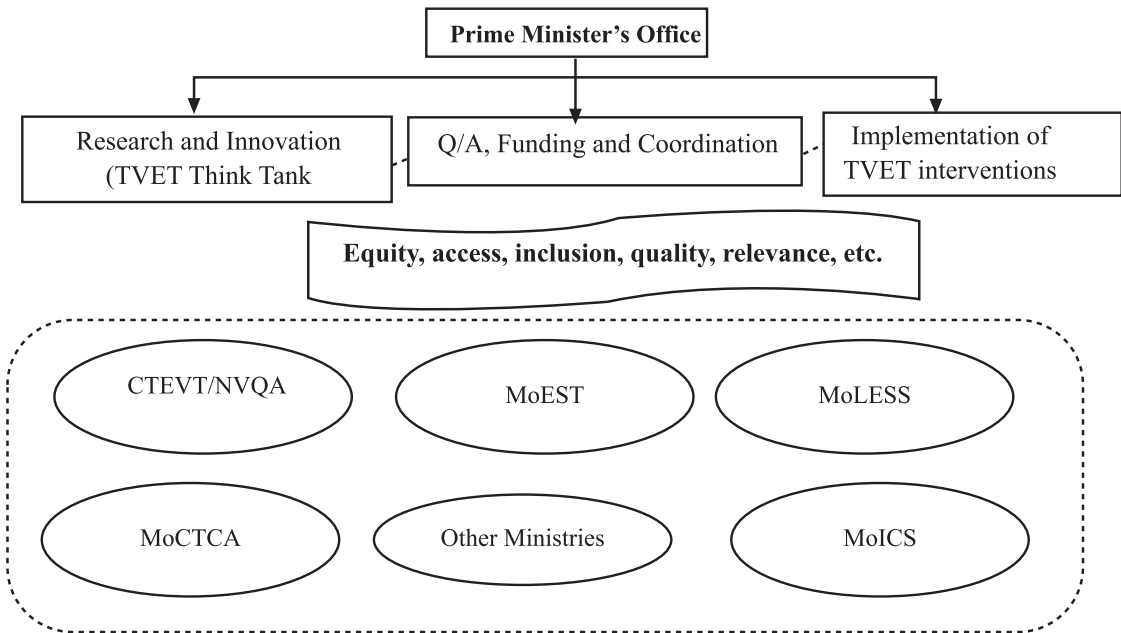 Prime Minister’s Office
Research and Innovation
(TVET Think Tank
Q/A, Funding and Coordination
Implementation of
TVET interventions
Equity, access, inclusion, quality, relevance, etc.
CTEVT/NVQA
MoEST
MoLESS
MoCTCA
Other Ministries
MoICS